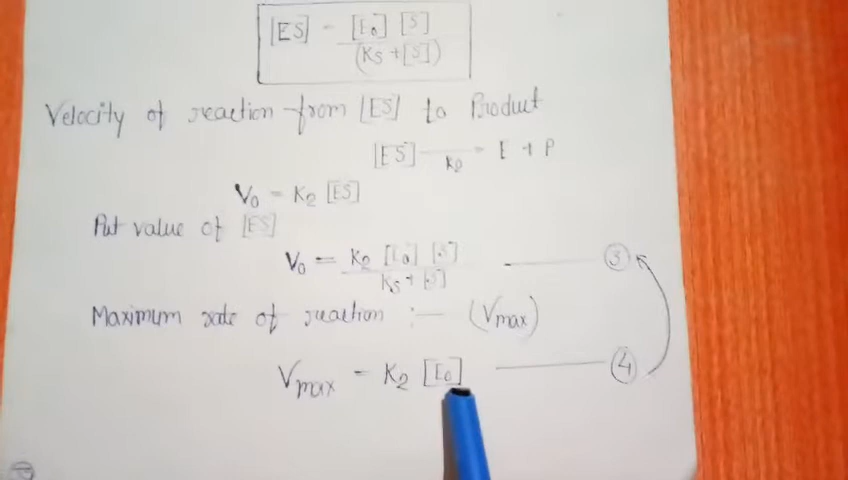 [ES] = [E₀] [S] / (Ks + [S])
Velocity of reaction from [ES] to Product
[ES] —K₂→ E + P
V₀ = K₂ [ES]
Put value of [ES]
V₀ = K₂ [E₀] [S] / Ks + [S] —— ③
Maximum rate of reaction :— (Vmax)
Vmax = K₂ [E₀] —— ④